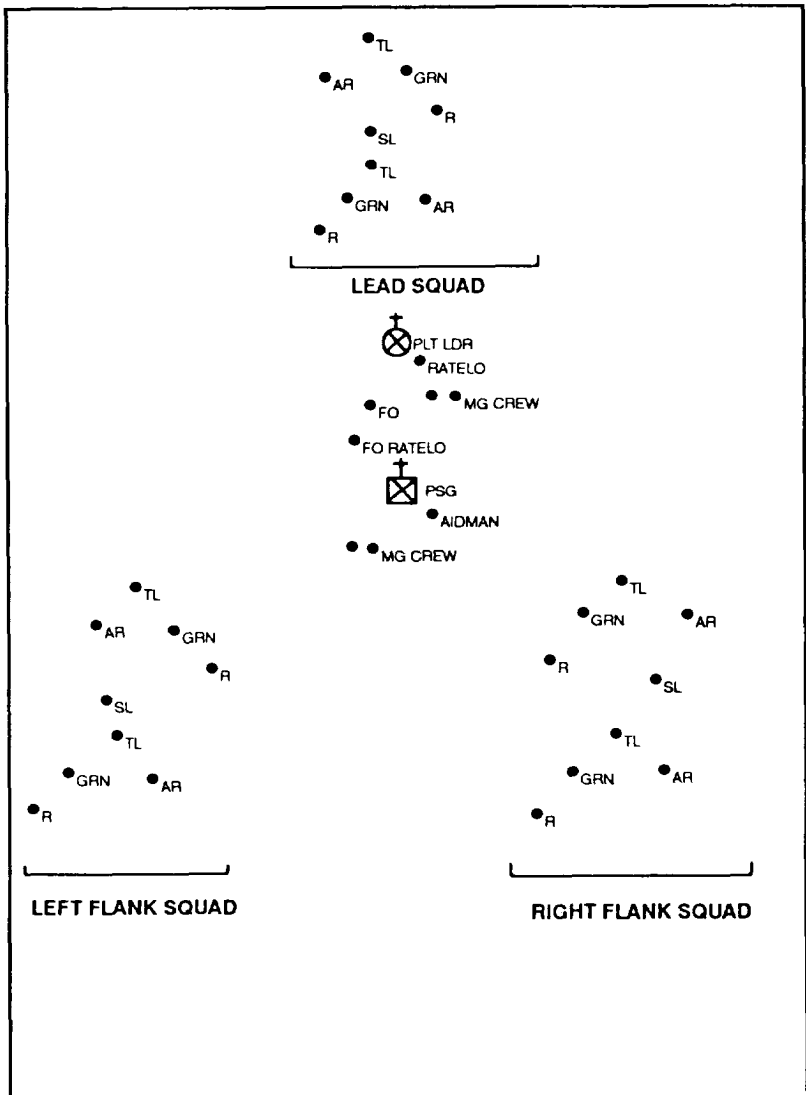 TL
GRN
AR
R
SL
TL
GRN
AR
R
LEAD SQUAD
PLT LDR
RATELO
MG CREW
FO
FO RATELO
PSG
AIDMAN
MG CREW
TL
AR
GRN
R
SL
TL
GRN
AR
R
LEFT FLANK SQUAD
TL
GRN
AR
R
SL
TL
GRN
AR
R
RIGHT FLANK SQUAD